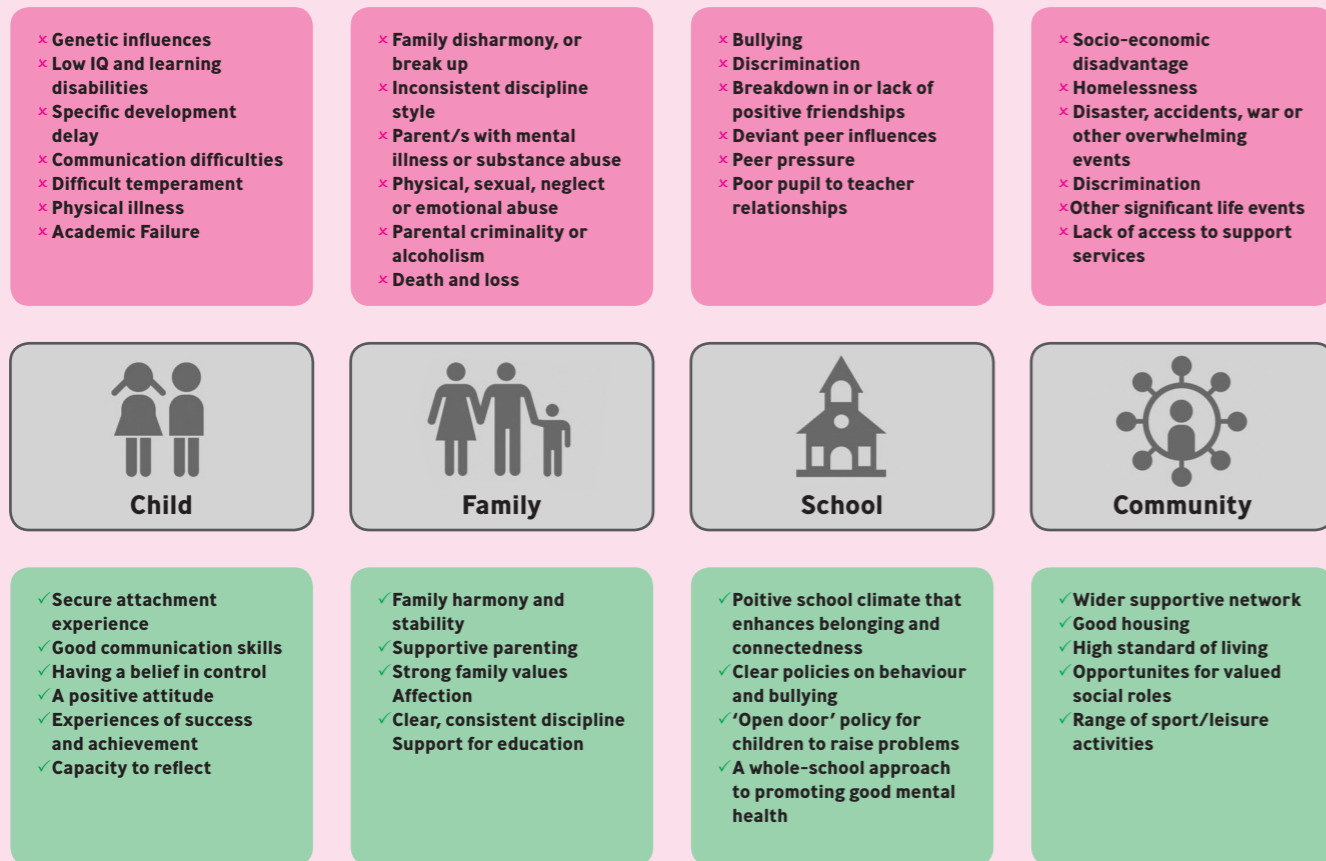 × Genetic influences
× Low IQ and learning
disabilities
× Specific development
delay
× Communication difficulties
× Difficult temperament
× Physical illness
× Academic Failure
× Family disharmony, or
break up
× Inconsistent discipline
style
× Parent/s with mental
illness or substance abuse
× Physical, sexual, neglect
or emotional abuse
× Parental criminality or
alcoholism
× Death and loss
× Bullying
× Discrimination
× Breakdown in or lack of
positive friendships
× Deviant peer influences
× Peer pressure
× Poor pupil to teacher
relationships
× Socio-economic
disadvantage
× Homelessness
× Disaster, accidents, war or
other overwhelming
events
× Discrimination
× Other significant life events
× Lack of access to support
services
Child
Family
School
Community
✓ Secure attachment
experience
✓ Good communication skills
✓ Having a belief in control
✓ A positive attitude
✓ Experiences of success
and achievement
✓ Capacity to reflect
✓ Family harmony and
stability
✓ Supportive parenting
✓ Strong family values
Affection
✓ Clear, consistent discipline
Support for education
✓ Poitive school climate that
enhances belonging and
connectedness
✓ Clear policies on behaviour
and bullying
✓ ‘Open door’ policy for
children to raise problems
✓ A whole-school approach
to promoting good mental
health
✓ Wider supportive network
✓ Good housing
✓ High standard of living
✓ Opportunites for valued
social roles
✓ Range of sport/leisure
activities